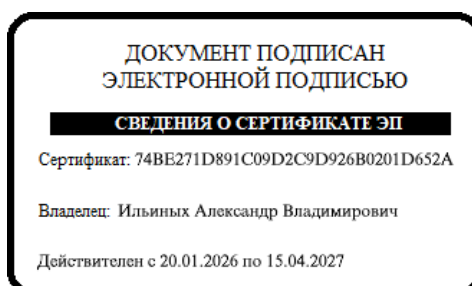 ДОКУМЕНТ ПОДПИСАН
ЭЛЕКТРОННОЙ ПОДПИСЬЮ
СВЕДЕНИЯ О СЕРТИФИКАТЕ ЭП
Сертификат: 74BE271D891C09D2C9D926B0201D652A
Владелец: Ильиных Александр Владимирович
Действителен с 20.01.2026 по 15.04.2027